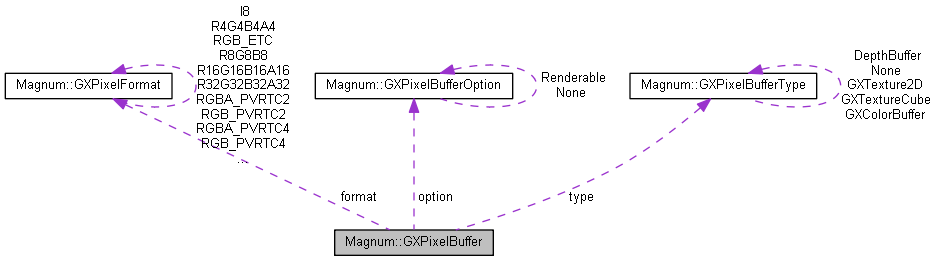 I8
R4G4B4A4
RGB_ETC
R8G8B8
R16G16B16A16
R32G32B32A32
RGBA_PVRTC2
RGB_PVRTC2
RGBA_PVRTC4
RGB_PVRTC4
...
Magnum::GXPixelFormat
Magnum::GXPixelBufferOption
Renderable
None
Magnum::GXPixelBufferType
DepthBuffer
None
GXTexture2D
GXTextureCube
GXColorBuffer
format
option
type
Magnum::GXPixelBuffer